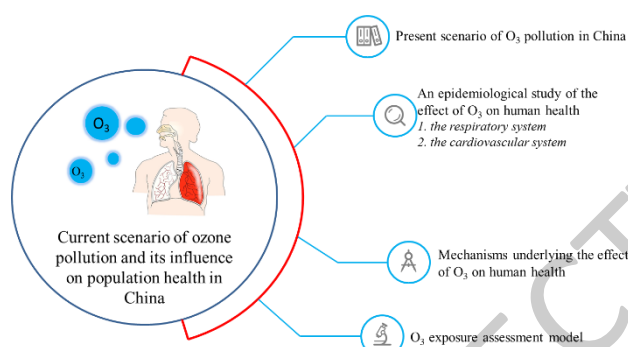 O3
O3
Current scenario of ozone
pollution and its influence
on population health in
China
Present scenario of O3 pollution in China
An epidemiological study of the
effect of O3 on human health
1. the respiratory system
2. the cardiovascular system
Mechanisms underlying the effect
of O3 on human health
O3 exposure assessment model